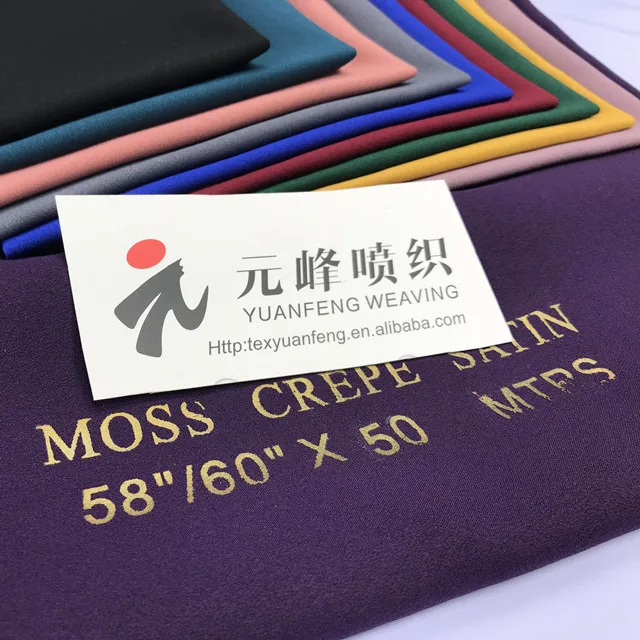 元峰喷织
YUANFENG WEAVING
Http:texyuanfeng.en.alibaba.com
MOSS CREPE SATIN
58"/60" X 50 MTRS